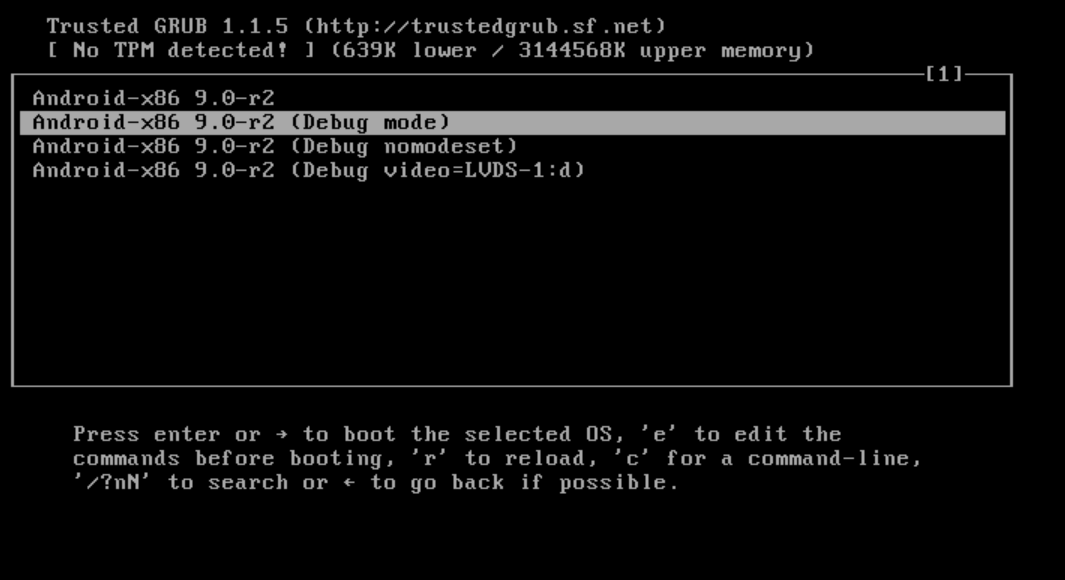 Trusted GRUB 1.1.5 (http://trustedgrub.sf.net)
[ No TPM detected! ] (639K lower / 3144568K upper memory)
[1]
Android-x86 9.0-r2
Android-x86 9.0-r2 (Debug mode)
Android-x86 9.0-r2 (Debug nomodeset)
Android-x86 9.0-r2 (Debug video=LVDS-1:d)
Press enter or → to boot the selected OS, 'e' to edit the
commands before booting, 'r' to reload, 'c' for a command-line,
'/?nN' to search or ← to go back if possible.